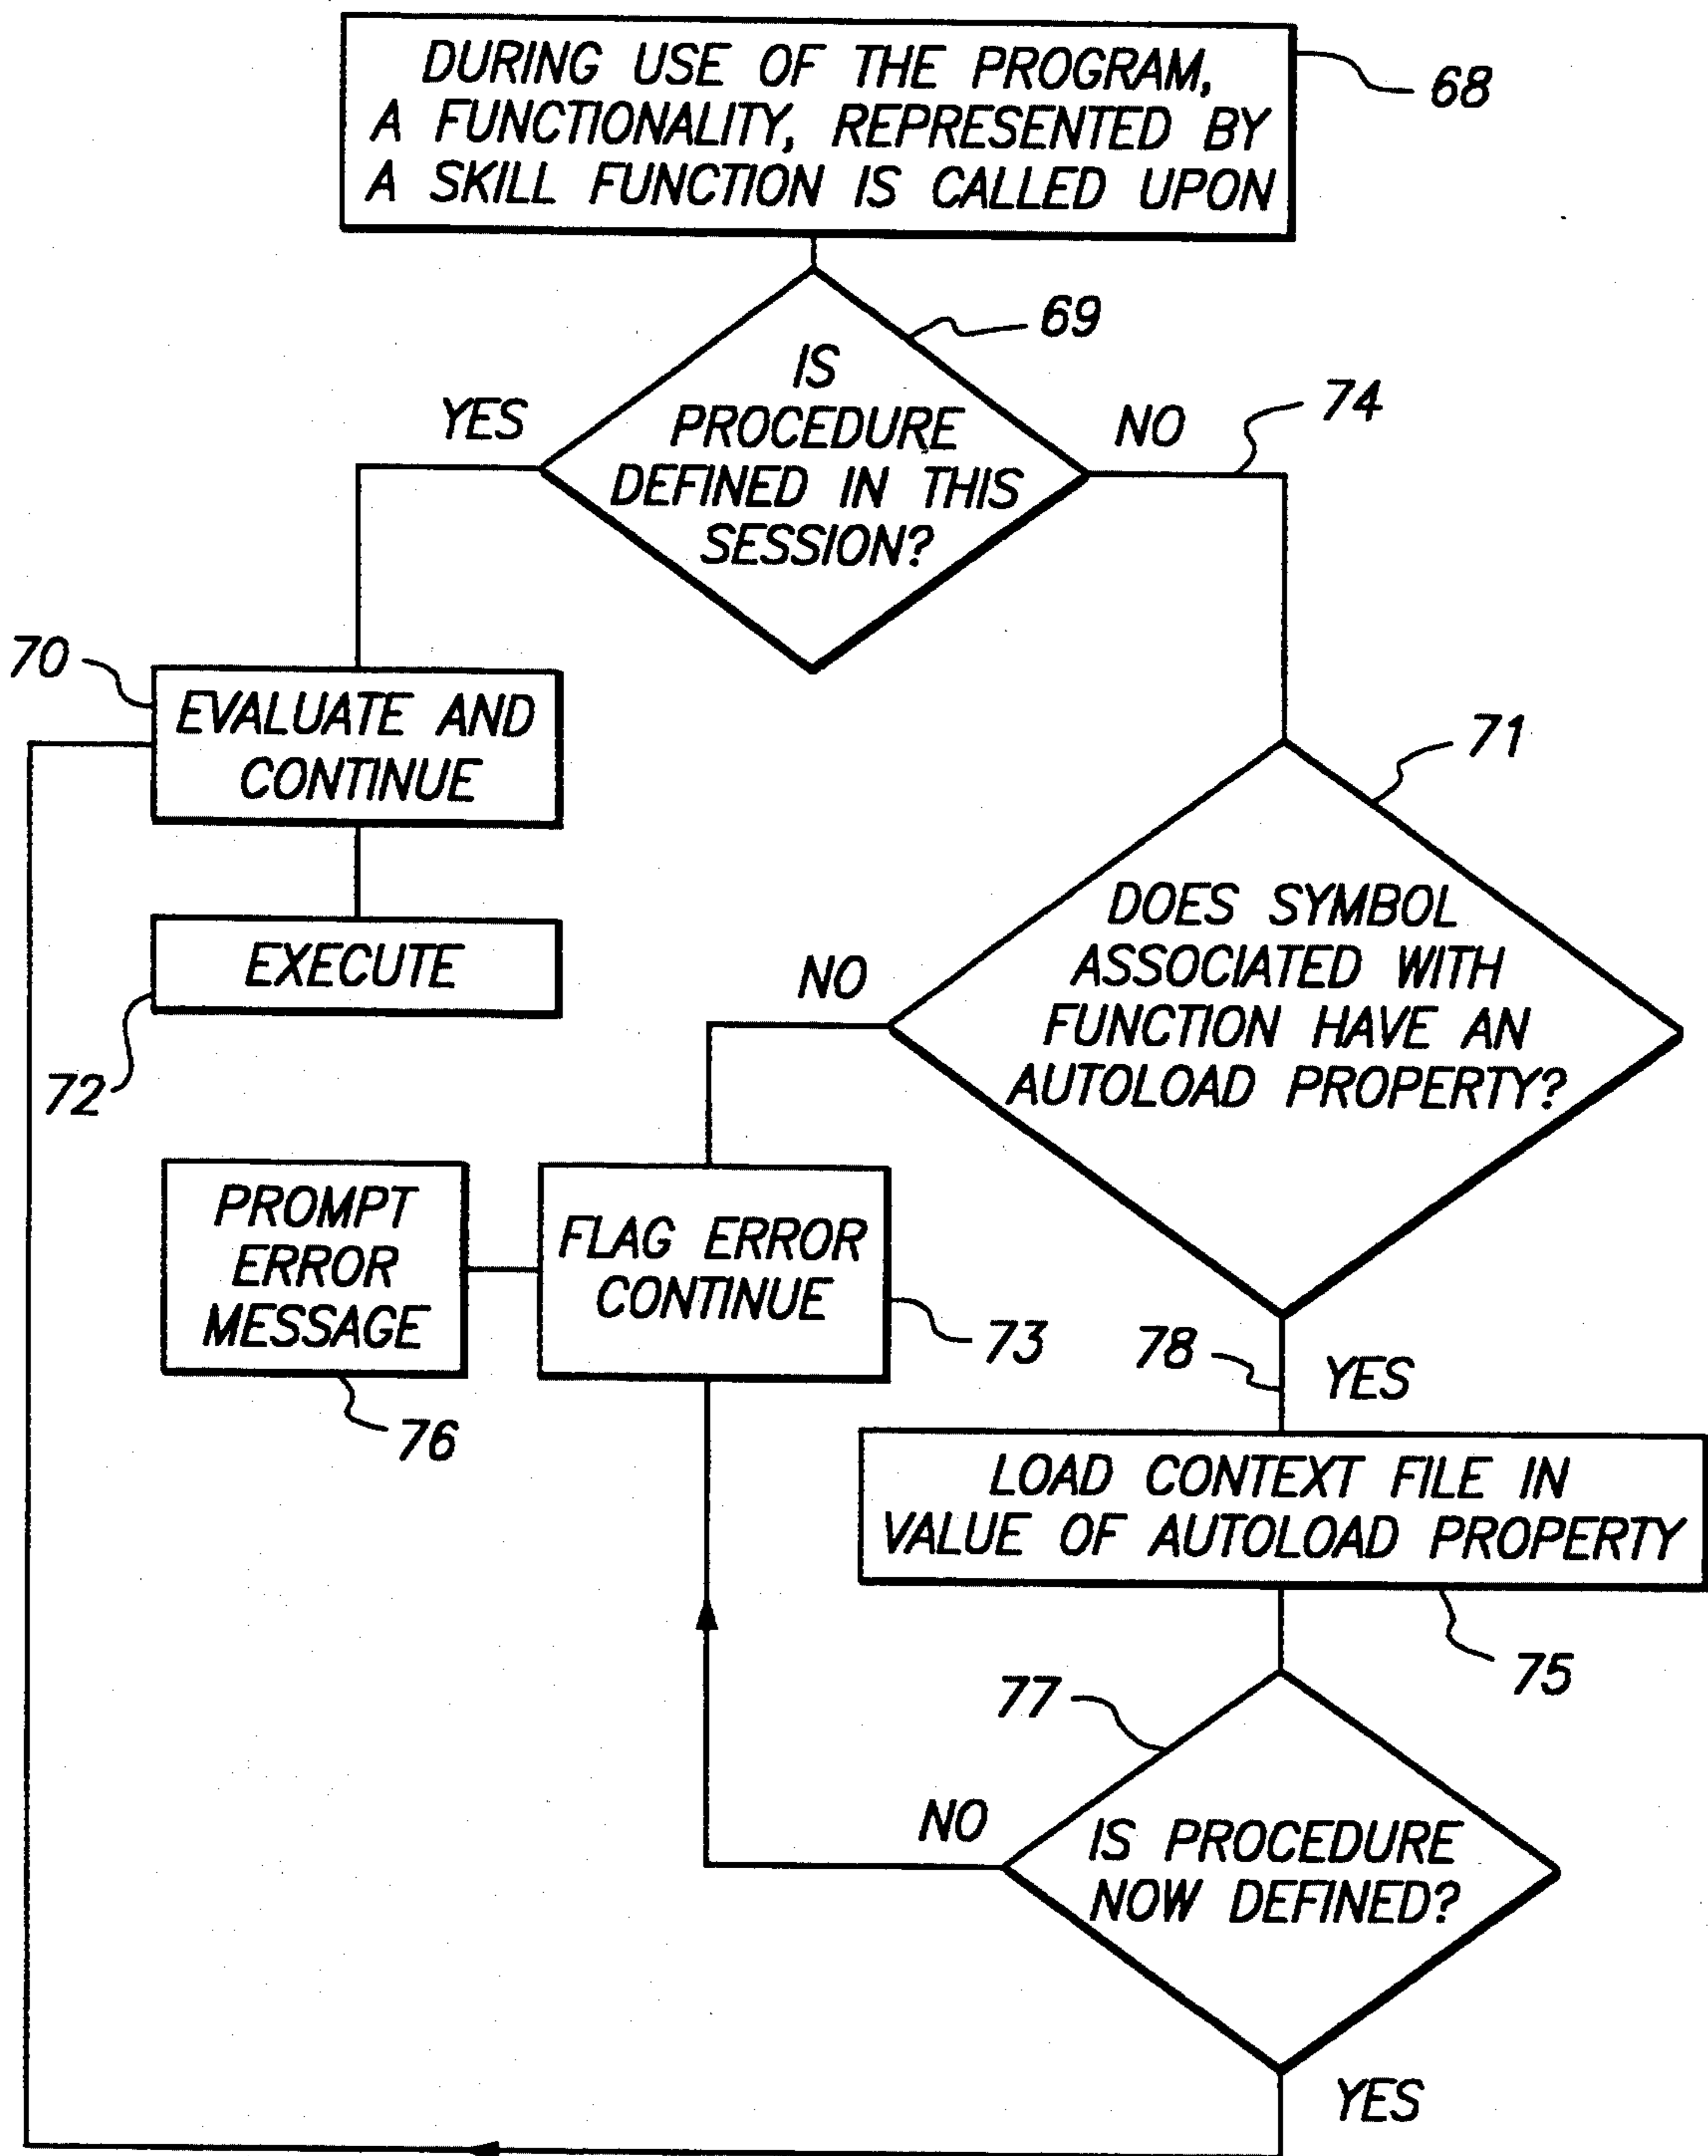 DURING USE OF THE PROGRAM,
A FUNCTIONALITY, REPRESENTED BY
A SKILL FUNCTION IS CALLED UPON
68
69
IS
PROCEDURE
DEFINED IN THIS
SESSION?
YES
NO
74
70
EVALUATE AND
CONTINUE
EXECUTE
72
71
DOES SYMBOL
ASSOCIATED WITH
FUNCTION HAVE AN
AUTOLOAD PROPERTY?
NO
PROMPT
ERROR
MESSAGE
76
FLAG ERROR
CONTINUE
73
78
YES
LOAD CONTEXT FILE IN
VALUE OF AUTOLOAD PROPERTY
75
77
NO
IS PROCEDURE
NOW DEFINED?
YES